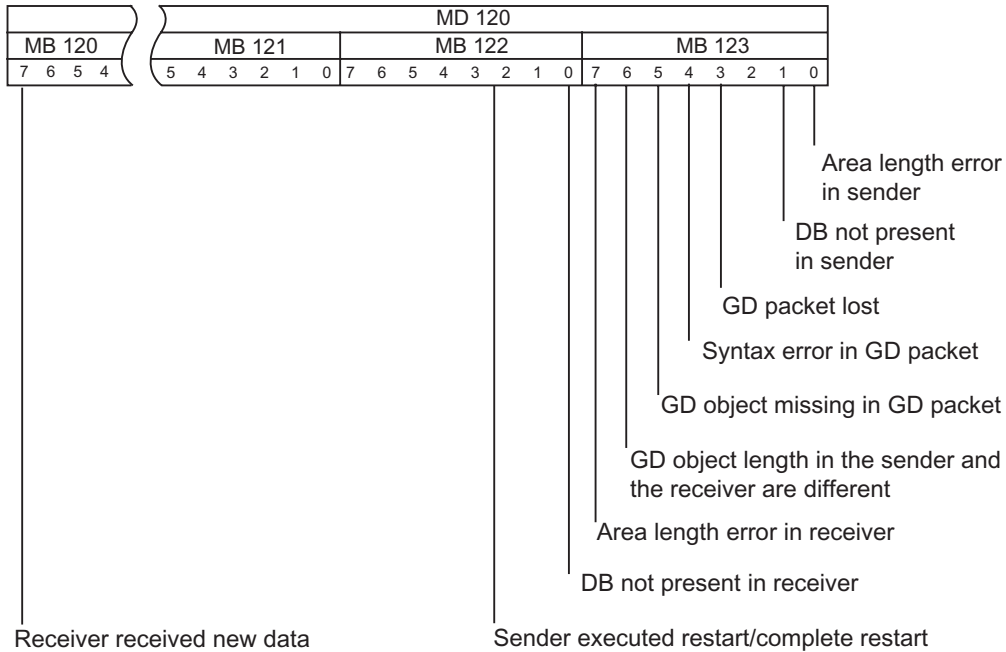 MD 120
MB 120 MB 121 MB 122 MB 123
7 6 5 4 5 4 3 2 1 0 7 6 5 4 3 2 1 0 7 6 5 4 3 2 1 0
Area length error
in sender
DB not present
in sender
GD packet lost
Syntax error in GD packet
GD object missing in GD packet
GD object length in the sender and
the receiver are different
Area length error in receiver
DB not present in receiver
Receiver received new data
Sender executed restart/complete restart